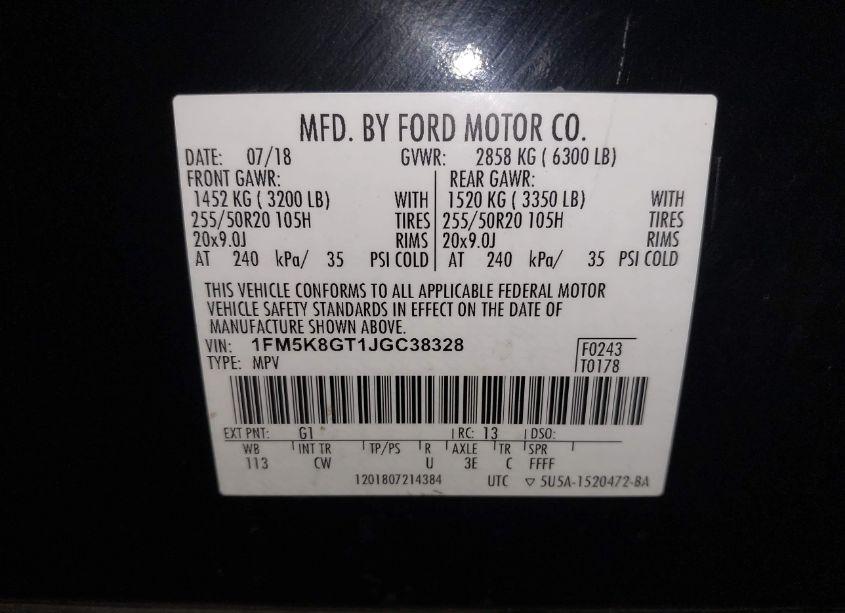 MFD. BY FORD MOTOR CO.
DATE: 07/18 GVWR: 2858 KG ( 6300 LB)
FRONT GAWR: REAR GAWR:
1452 KG ( 3200 LB) WITH 1520 KG ( 3350 LB) WITH
255/50R20 105H TIRES 255/50R20 105H TIRES
20x9.0J RIMS 20x9.0J RIMS
AT 240 kPa/ 35 PSI COLD AT 240 kPa/ 35 PSI COLD
THIS VEHICLE CONFORMS TO ALL APPLICABLE FEDERAL MOTOR
VEHICLE SAFETY STANDARDS IN EFFECT ON THE DATE OF
MANUFACTURE SHOWN ABOVE.
VIN: 1FM5K8GT1JGC38328 F0243
TYPE: MPV T0178
EXT PNT: G1 RC: 13 DSO:
WB INT TR TP/PS R AXLE TR SPR
113 CW U 3E C FFFF
1201807214384 UTC ▽ 5U5A-1520472-BA